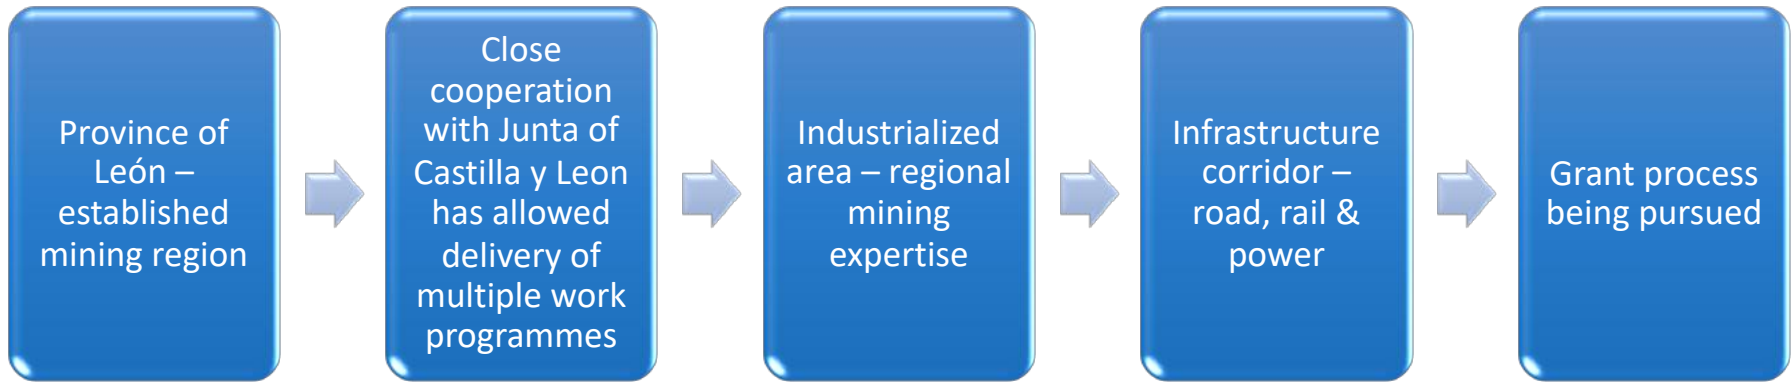 Province of
León –
established
mining region
Close
cooperation
with Junta of
Castilla y Leon
has allowed
delivery of
multiple work
programmes
Industrialized
area – regional
mining
expertise
Infrastructure
corridor –
road, rail &
power
Grant process
being pursued